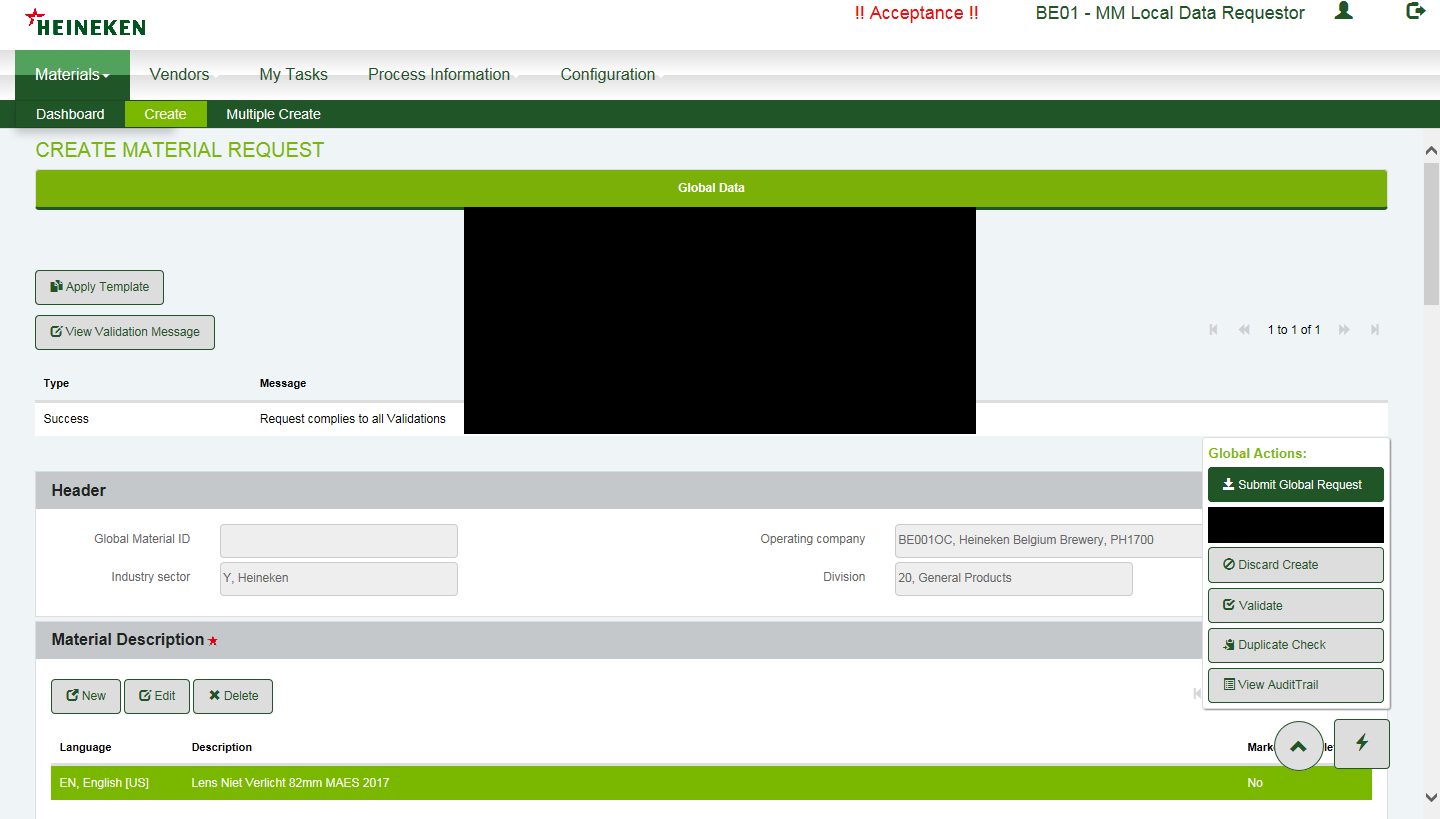 HEINEKEN
!! Acceptance !!
BE01 - MM Local Data Requestor
Materials
Vendors
My Tasks
Process Information
Configuration
Dashboard
Create
Multiple Create
CREATE MATERIAL REQUEST
Global Data
Apply Template
View Validation Message
1 to 1 of 1
Type
Message
Success
Request complies to all Validations
Global Actions:
Submit Global Request
Discard Create
Validate
Duplicate Check
View AuditTrail
Header
Global Material ID
Operating company
BE001OC, Heineken Belgium Brewery, PH1700
Industry sector
Y, Heineken
Division
20, General Products
Material Description
New
Edit
Delete
Language
Description
EN, English [US]
Lens Niet Verlicht 82mm MAES 2017
No